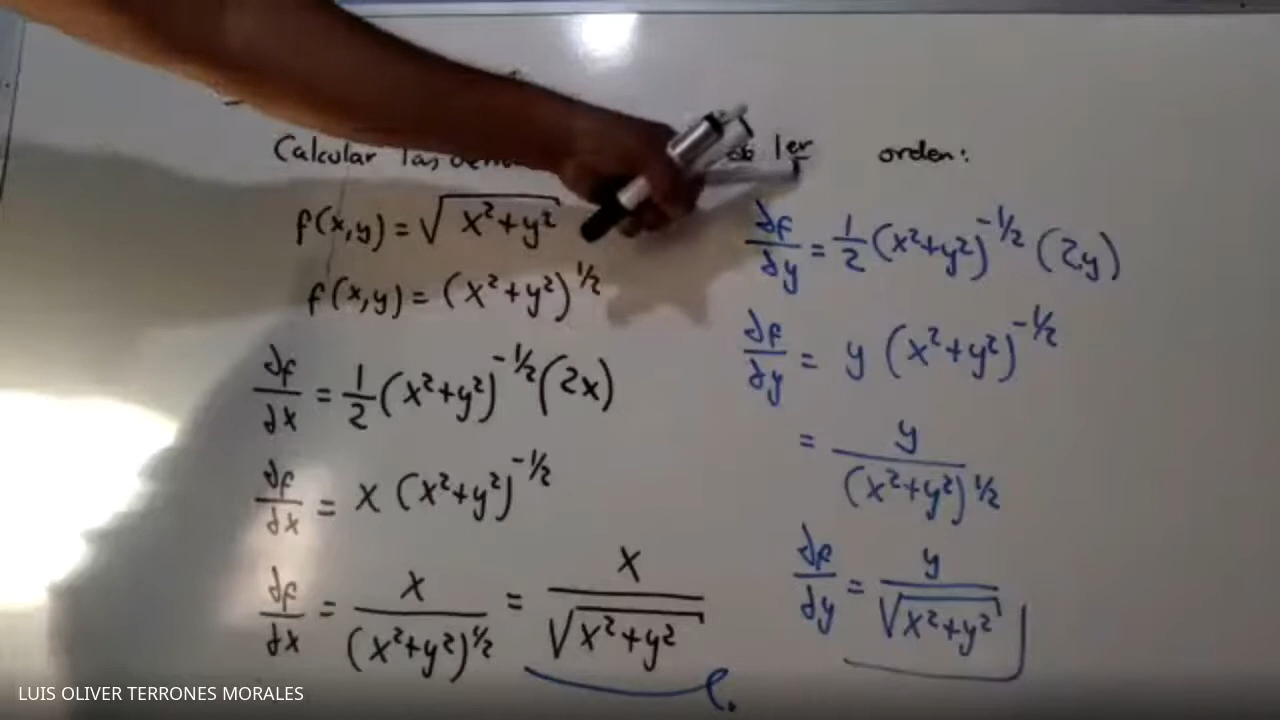 Calcular las 1er orden:
f(x,y) = √(x²+y²)
f(x,y) = (x²+y²)^½
∂f/∂x = 1/2 (x²+y²)^-½ (2x)
∂f/∂x = x (x²+y²)^-½
∂f/∂x = x/(x²+y²)^½ = x/√(x²+y²)
∂f/∂y = 1/2 (x²+y²)^-½ (2y)
∂f/∂y = y (x²+y²)^-½
= y/(x²+y²)^½
∂f/∂y = y/√(x²+y²)
LUIS OLIVER TERRONES MORALES